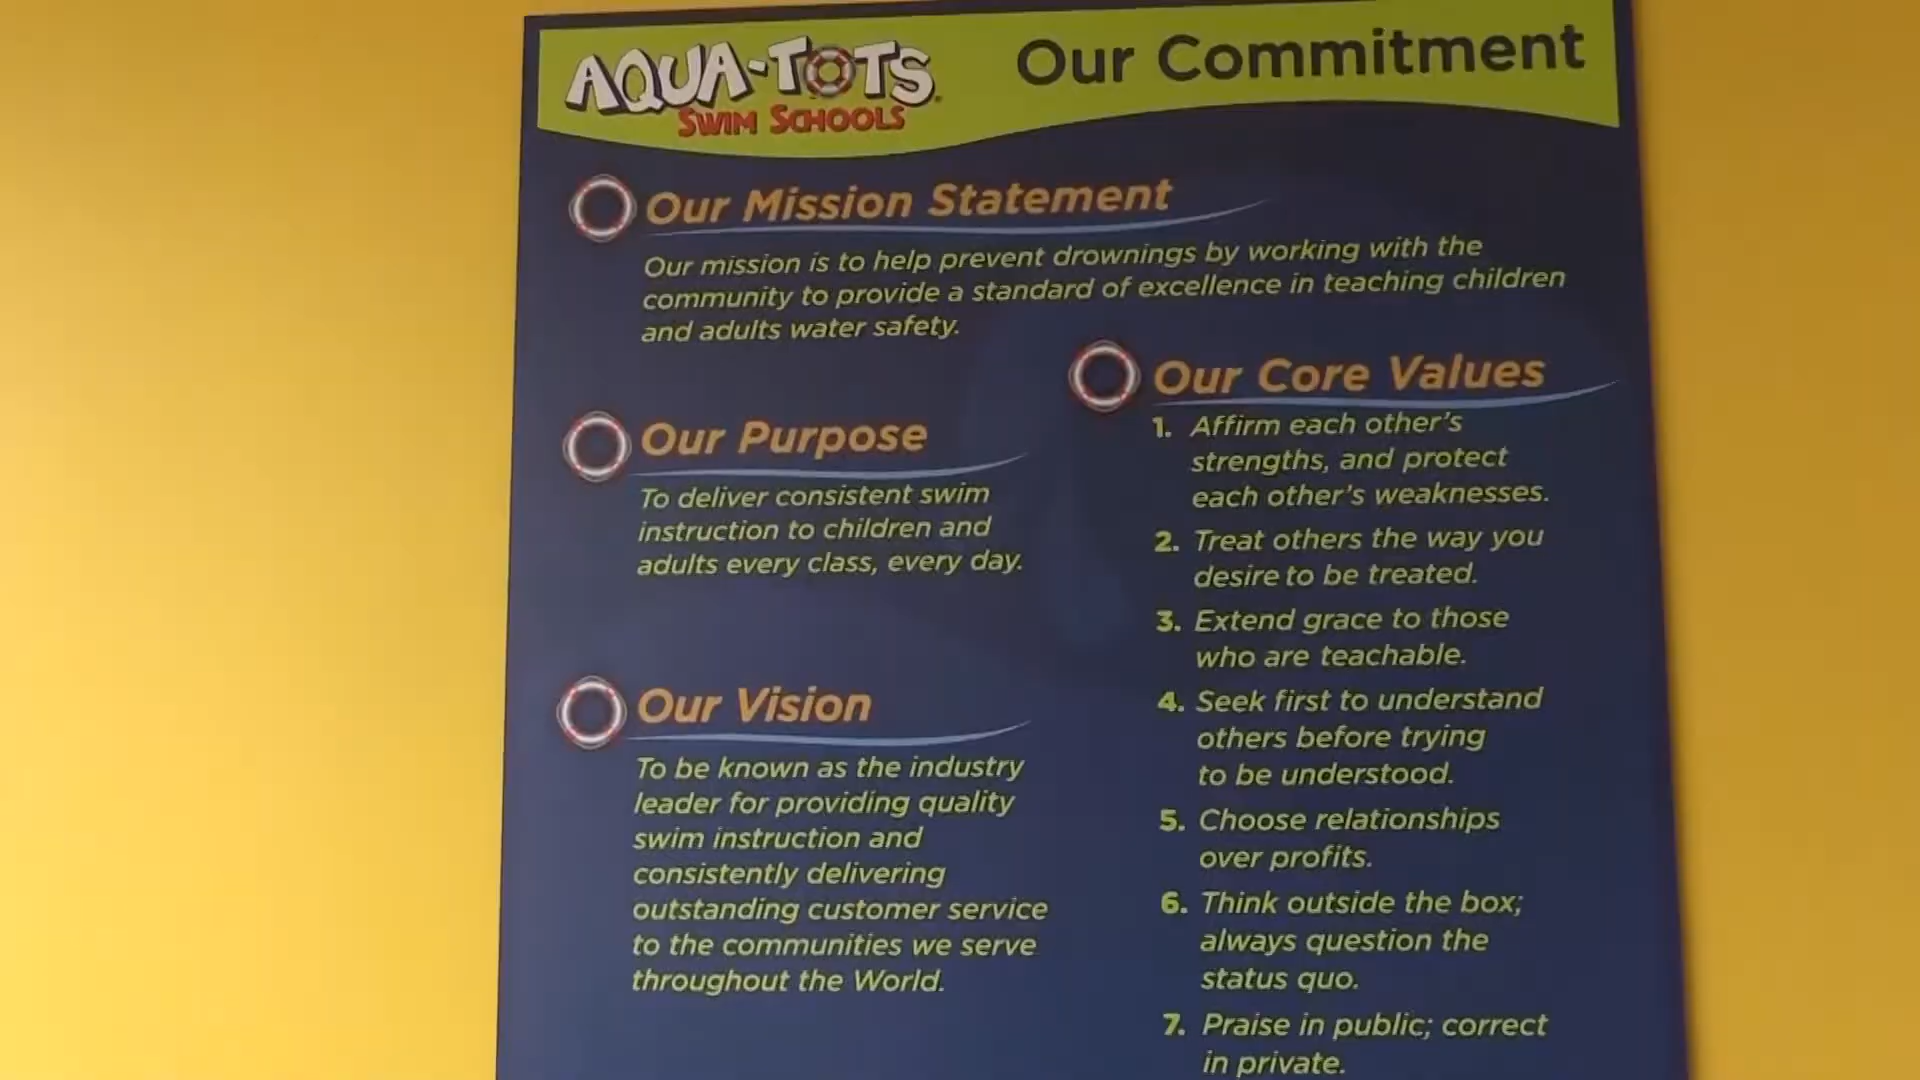 AQUA-TOTS
SWIM SCHOOLS
Our Commitment
Our Mission Statement
Our mission is to help prevent drownings by working with the
community to provide a standard of excellence in teaching children
and adults water safety.
Our Purpose
To deliver consistent swim
instruction to children and
adults every class, every day.
Our Vision
To be known as the industry
leader for providing quality
swim instruction and
consistently delivering
outstanding customer service
to the communities we serve
throughout the World.
Our Core Values
1. Affirm each other's
strengths, and protect
each other's weaknesses.
2. Treat others the way you
desire to be treated.
3. Extend grace to those
who are teachable.
4. Seek first to understand
others before trying
to be understood.
5. Choose relationships
over profits.
6. Think outside the box;
always question the
status quo.
7. Praise in public; correct
in private.